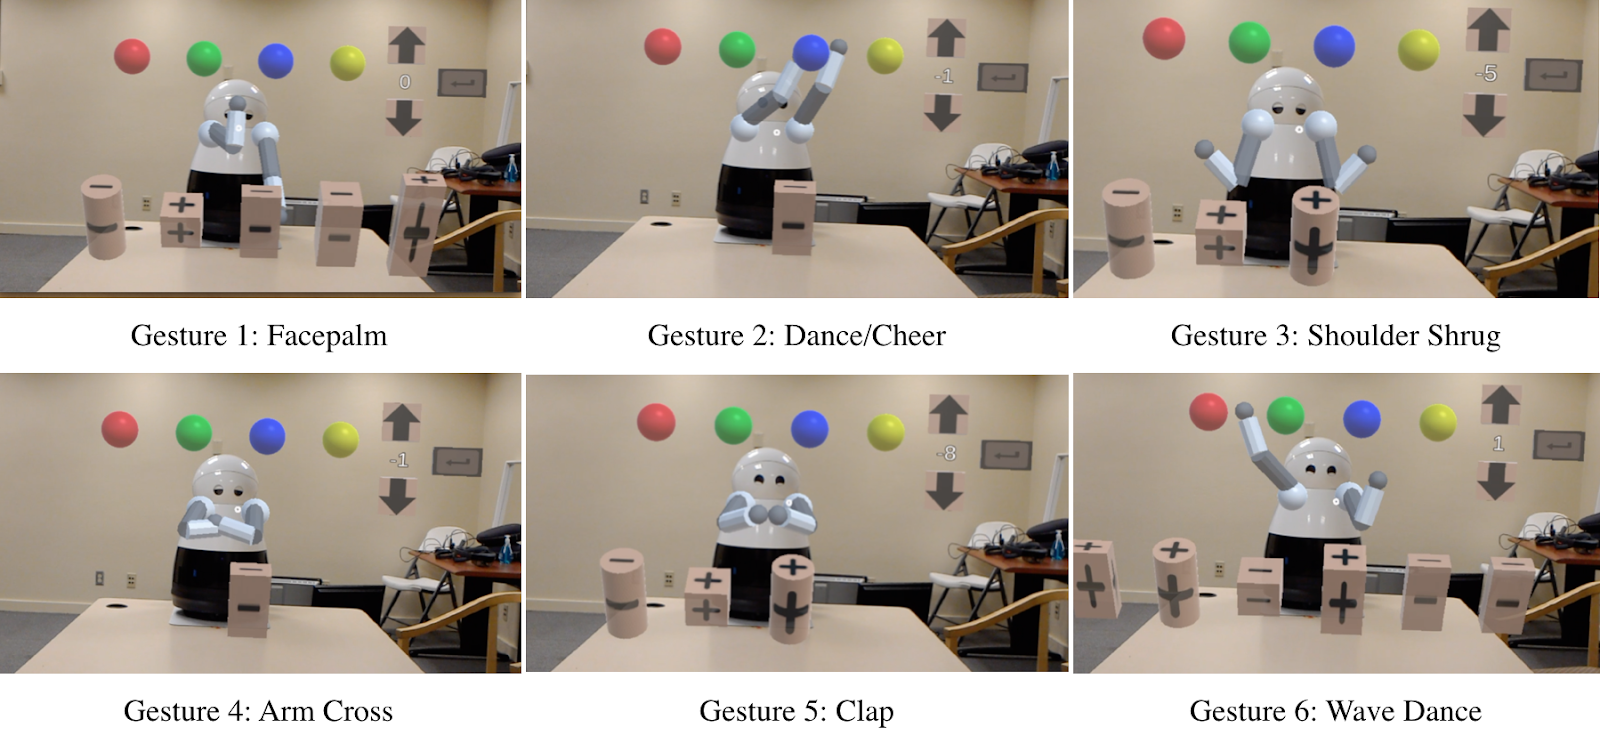 0
-1
-5
Gesture 1: Facepalm
Gesture 2: Dance/Cheer
Gesture 3: Shoulder Shrug
-1
-8
1
Gesture 4: Arm Cross
Gesture 5: Clap
Gesture 6: Wave Dance